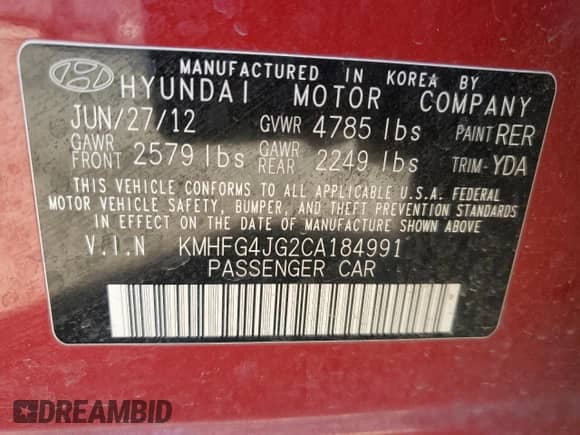 MANUFACTURED IN KOREA BY
HYUNDAI MOTOR COMPANY
JUN/27/12 GVWR 4785 lbs PAINT RER
GAWR FRONT 2579 lbs GAWR REAR 2249 lbs TRIM-YDA
THIS VEHICLE CONFORMS TO ALL APPLICABLE U.S.A. FEDERAL
MOTOR VEHICLE SAFETY, BUMPER, AND THEFT PREVENTION STANDARDS
IN EFFECT ON THE DATE OF MANUFACTURE SHOWN ABOVE
V.I.N KMHFG4JG2CA184991
PASSENGER CAR
DREAMBID